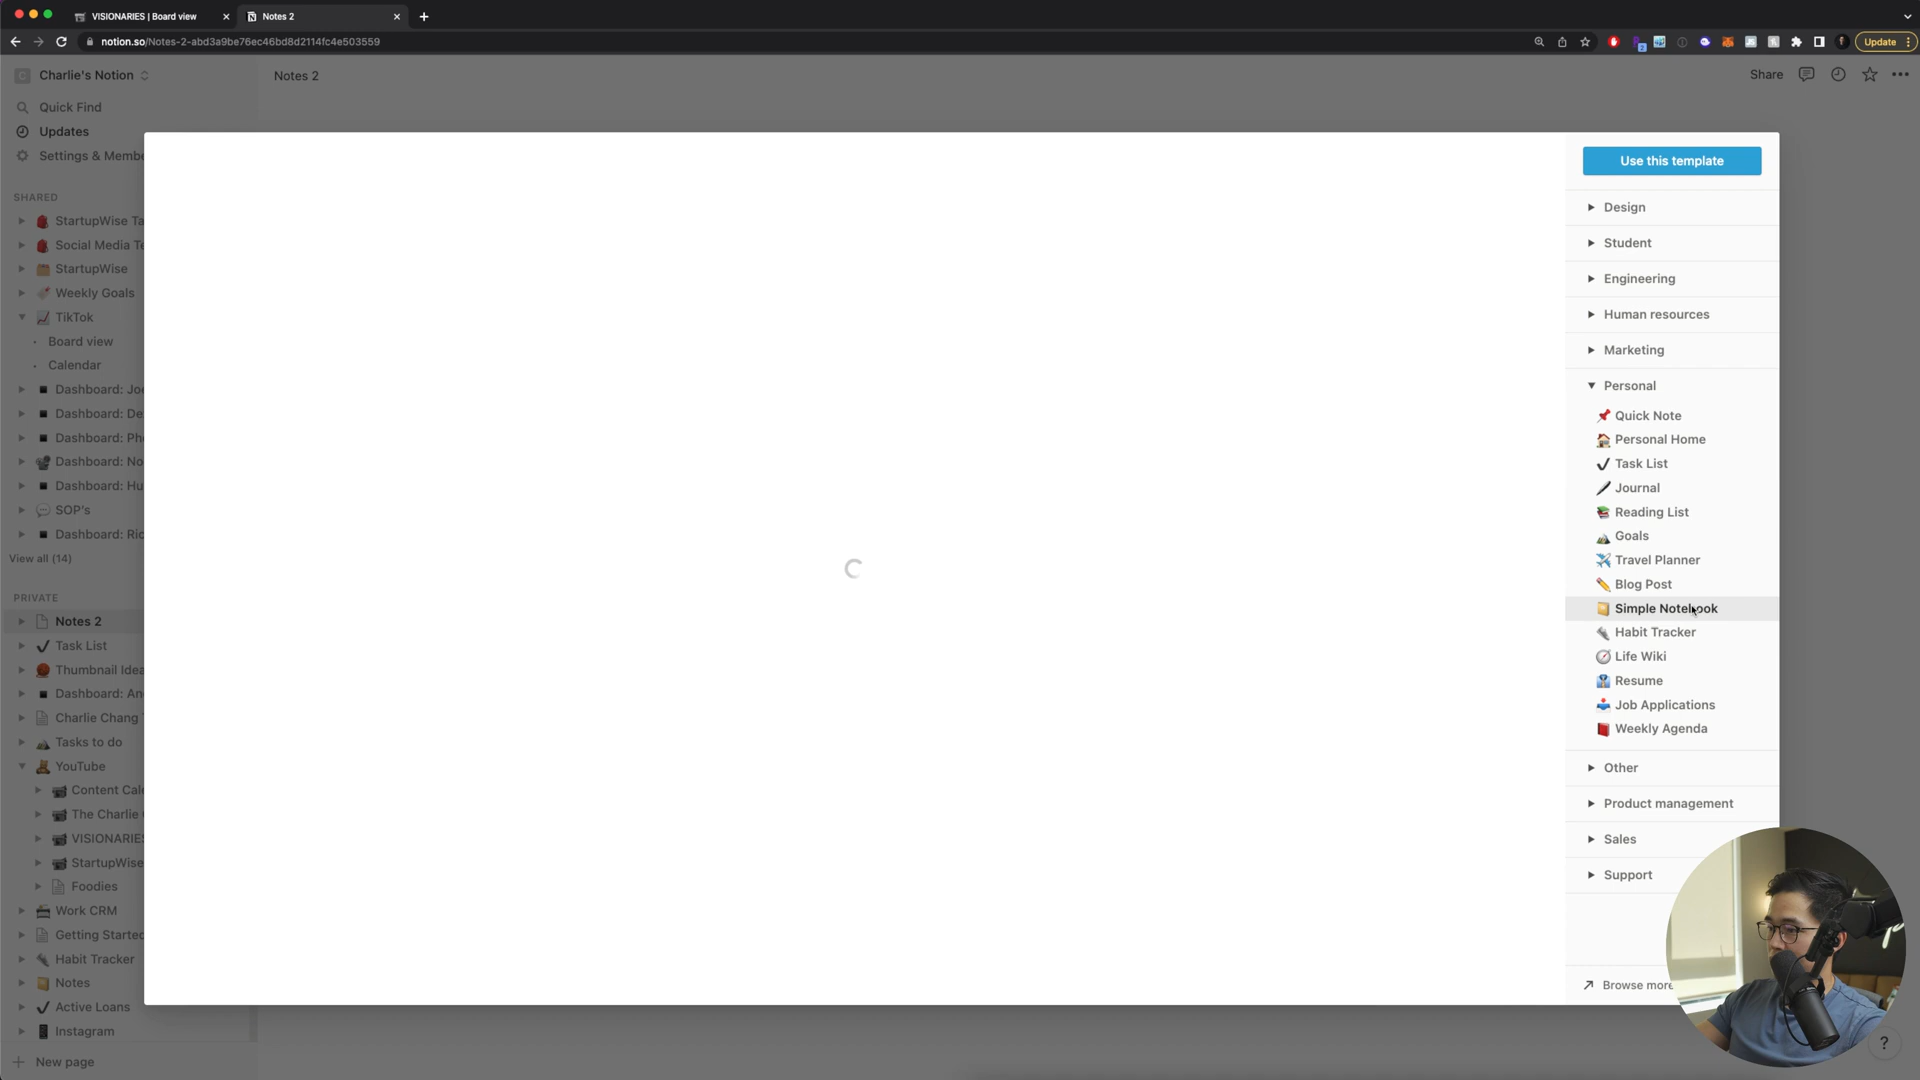 VISIONARIES | Board view
Notes 2
notion.so/Notes-2-abd3a9be76ec46bd8d2114fc4e503559
Update
Charlie's Notion
Notes 2
Share
Quick Find
Updates
Settings & Membe
SHARED
StartupWise Ta
Social Media Te
StartupWise
Weekly Goals
TikTok
Board view
Calendar
Dashboard: Joe
Dashboard: De
Dashboard: Pho
Dashboard: No
Dashboard: Hu
SOP's
Dashboard: Ric
View all (14)
PRIVATE
Notes 2
Task List
Thumbnail Idea
Dashboard: An
Charlie Chang
Tasks to do
YouTube
Content Cale
The Charlie
VISIONARIES
StartupWise
Foodies
Work CRM
Getting Started
Habit Tracker
Notes
Active Loans
Instagram
New page
Use this template
Design
Student
Engineering
Human resources
Marketing
Personal
Quick Note
Personal Home
Task List
Journal
Reading List
Goals
Travel Planner
Blog Post
Simple Notebook
Habit Tracker
Life Wiki
Resume
Job Applications
Weekly Agenda
Other
Product management
Sales
Support
Browse more
?